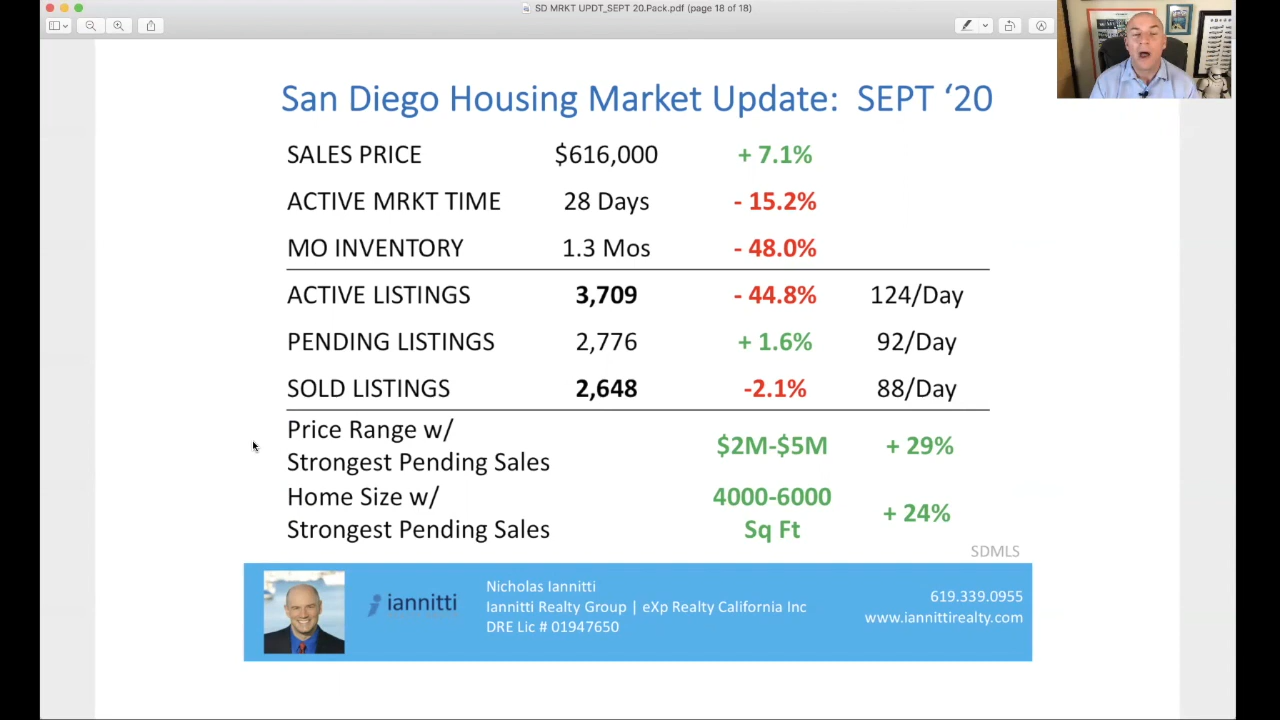 SD MRKT UPDT_SEPT 20.Pack.pdf (page 18 of 18)
San Diego Housing Market Update: SEPT ‘20
SALES PRICE $616,000 + 7.1%
ACTIVE MRKT TIME 28 Days - 15.2%
MO INVENTORY 1.3 Mos - 48.0%
ACTIVE LISTINGS 3,709 - 44.8% 124/Day
PENDING LISTINGS 2,776 + 1.6% 92/Day
SOLD LISTINGS 2,648 -2.1% 88/Day
Price Range w/
Strongest Pending Sales $2M-$5M + 29%
Home Size w/ 4000-6000
Strongest Pending Sales Sq Ft + 24%
SDMLS
iannitti
Nicholas Iannitti
Iannitti Realty Group | eXp Realty California Inc
DRE Lic # 01947650
619.339.0955
www.iannittirealty.com